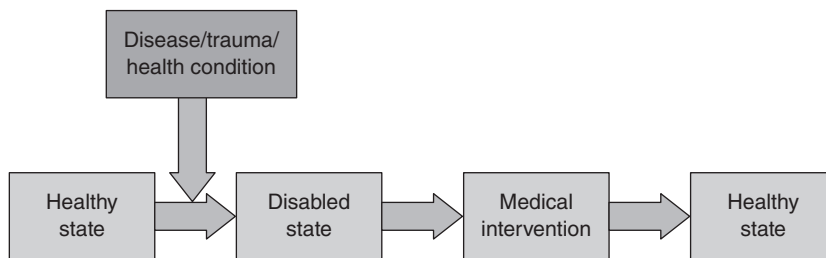 Disease/trauma/
health condition
Healthy
state
Disabled
state
Medical
intervention
Healthy
state